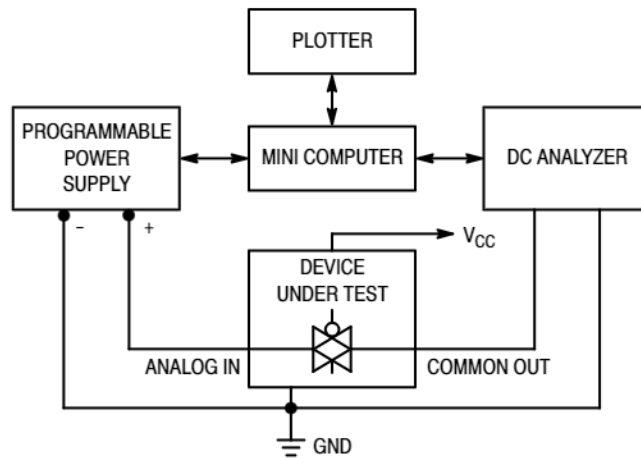 PLOTTER
PROGRAMMABLE
POWER
SUPPLY
MINI COMPUTER
DC ANALYZER
– +
VCC
DEVICE
UNDER TEST
ANALOG IN
COMMON OUT
GND